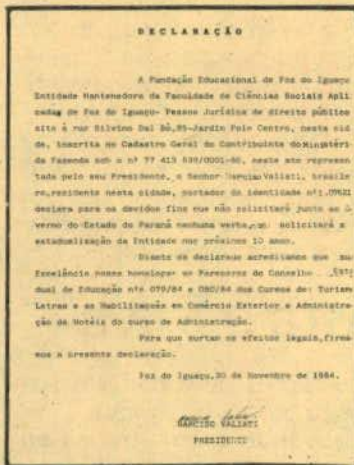 DECLARAÇÃO
A Fundação Educacional de Foz do Iguaçu
Entidade Mantenedora da Faculdade de Ciências Sociais Apli
cadas de Foz do Iguaçu- Pessoa Jurídica de direito público
sito à rua Silvino Dal Bó,85-Jardim Polo Centro, nesta cid
de, inscrita no Cadastro Geral do Contribuinte do Ministéri
da Fazenda sob o nº 77 413 599/0001-86, neste ato represen
tada pelo seu Presidente, o Senhor Narciso Valiati, brasile
ro,residente nesta cidade, portador da identidade nº
declara para os devidos fins que não solicitará junto ao
verno do Estado do Paraná nenhuma verba, solicitará a
estadualização da Entidade nos próximos 10 anos.
Diante do declarado acreditamos que su
Excelência nosso homologar os Pareceres do Conselho Esta
dual de Educação nºs 079/84 e 080/84 dos Cursos de: Turism
Letras e as Habilitações em Comércio Exterior e Administra
ção de Hotéis do curso de Administração.
Para que surtam os efeitos legais,firma
mos a presente declaração.
Foz do Iguaçu,30 de Novembro de 1984.
NARCISO VALIATI
PRESIDENTE